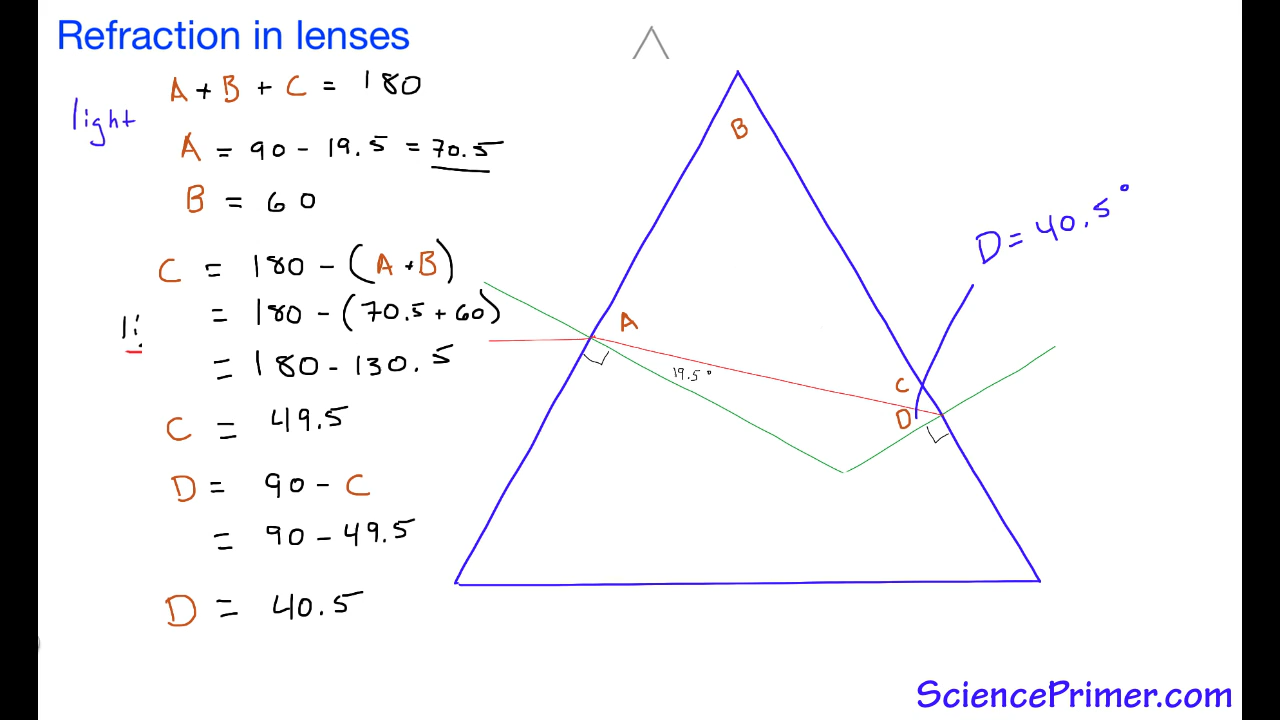 Refraction in lenses
A + B + C = 180
light
A = 90 - 19.5 = 70.5
B = 60
C = 180 - (A + B)
= 180 - (70.5 + 60)
li
= 180 - 130.5
C = 49.5
D = 90 - C
= 90 - 49.5
D = 40.5
B
D = 40.5°
A
19.5°
C
D
SciencePrimer.com